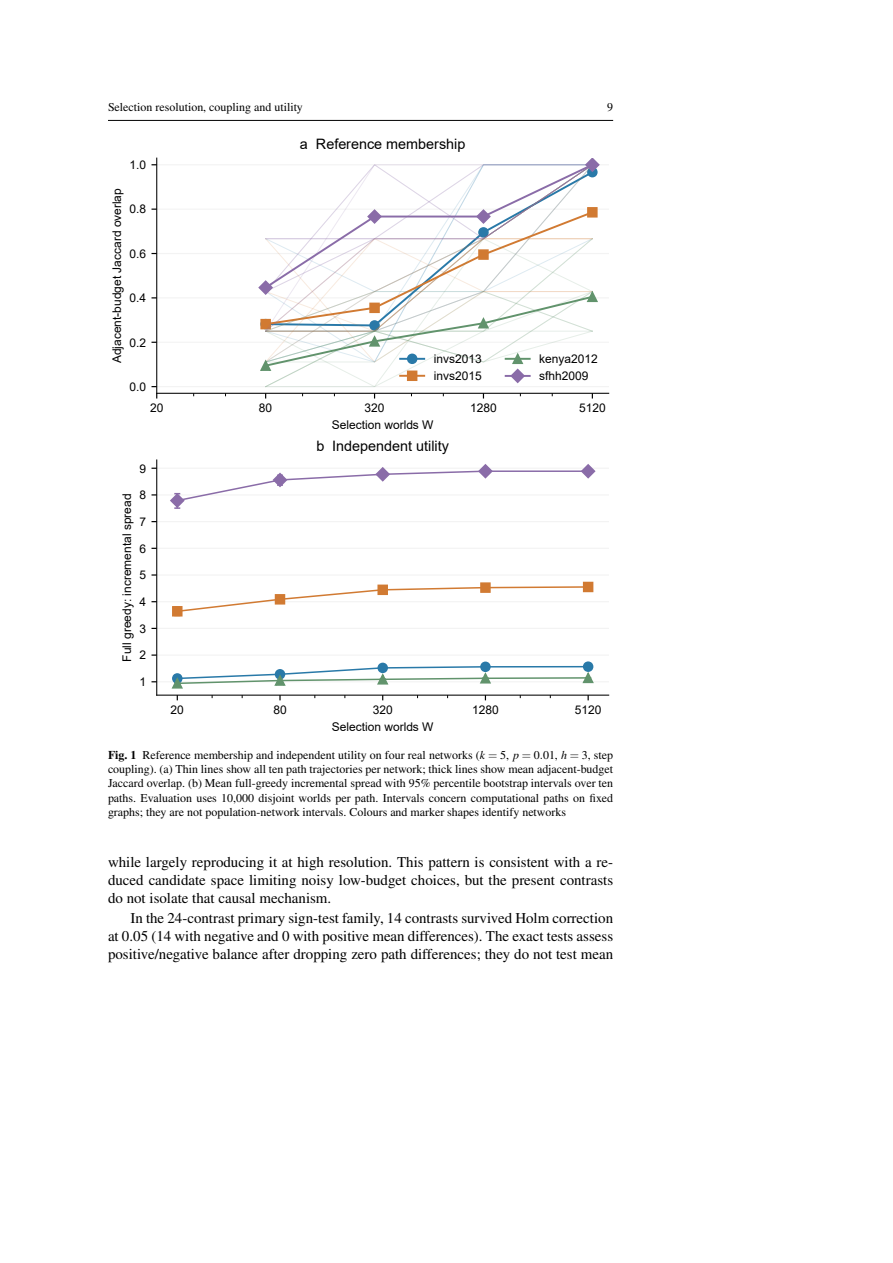 Selection resolution, coupling and utility 9
a Reference membership
1.0
0.8
0.6
0.4
0.2
0.0
Adjacent-budget Jaccard overlap
invs2013 kenya2012
invs2015 sfhh2009
20 80 320 1280 5120
Selection worlds W
b Independent utility
9
8
7
6
5
4
3
2
1
Full greedy: incremental spread
20 80 320 1280 5120
Selection worlds W
Fig. 1 Reference membership and independent utility on four real networks (k = 5, p = 0.01, h = 3, step
coupling). (a) Thin lines show all ten path trajectories per network; thick lines show mean adjacent-budget
Jaccard overlap. (b) Mean full-greedy incremental spread with 95% percentile bootstrap intervals over ten
paths. Evaluation uses 10,000 disjoint worlds per path. Intervals concern computational paths on fixed
graphs; they are not population-network intervals. Colours and marker shapes identify networks
while largely reproducing it at high resolution. This pattern is consistent with a re-
duced candidate space limiting noisy low-budget choices, but the present contrasts
do not isolate that causal mechanism.
In the 24-contrast primary sign-test family, 14 contrasts survived Holm correction
at 0.05 (14 with negative and 0 with positive mean differences). The exact tests assess
positive/negative balance after dropping zero path differences; they do not test mean